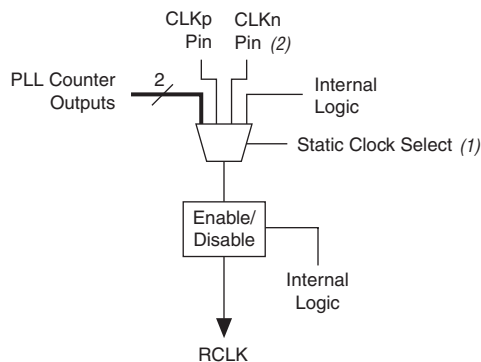 CLKp
Pin
CLKn
Pin (2)
PLL Counter
Outputs
2
Internal
Logic
Static Clock Select (1)
Enable/
Disable
Internal
Logic
RCLK